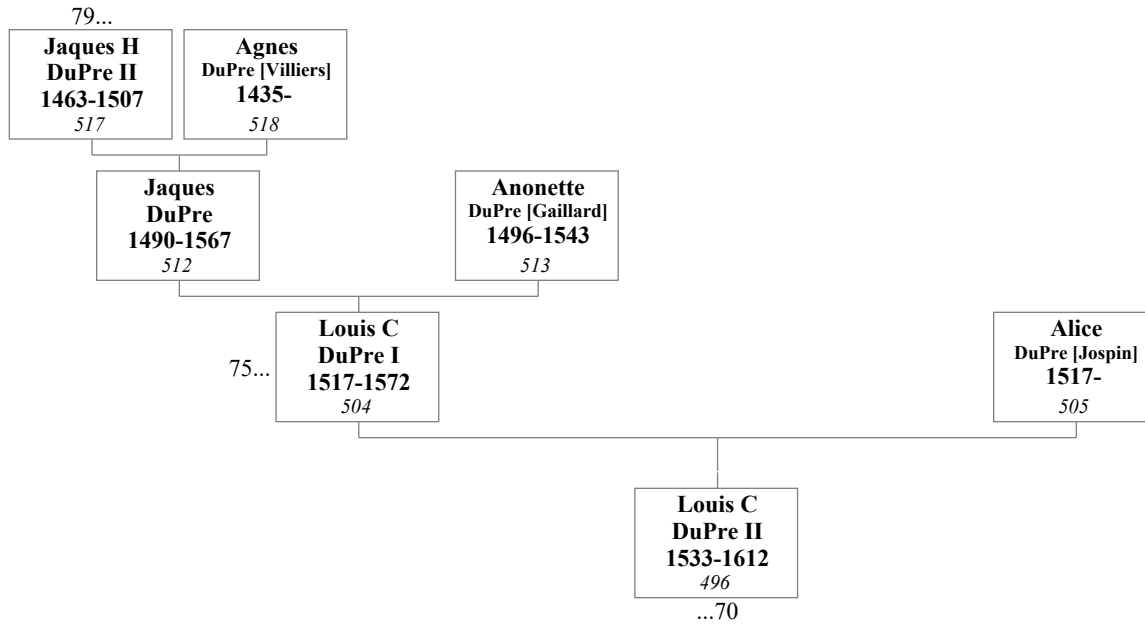 79...
Jaques H
DuPre II
1463-1507
517
Agnes
DuPre [Villiers]
1435-
518
Jaques
DuPre
1490-1567
512
Anonette
DuPre [Gaillard]
1496-1543
513
75...
Louis C
DuPre I
1517-1572
504
Alice
DuPre [Jospin]
1517-
505
Louis C
DuPre II
1533-1612
496
...70